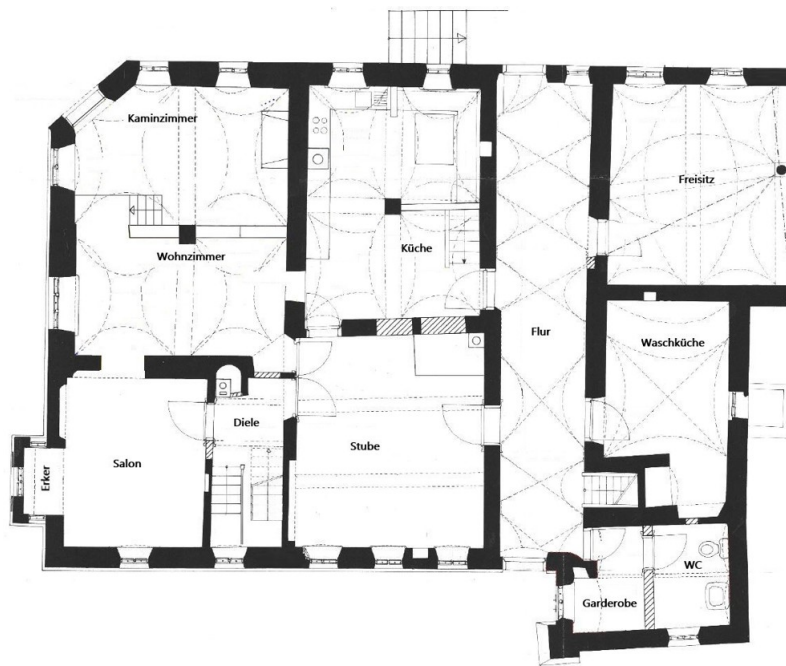 Kaminzimmer
Freisitz
Küche
Wohnzimmer
Flur
Waschküche
Diele
Stube
Salon
Erker
WC
Garderobe